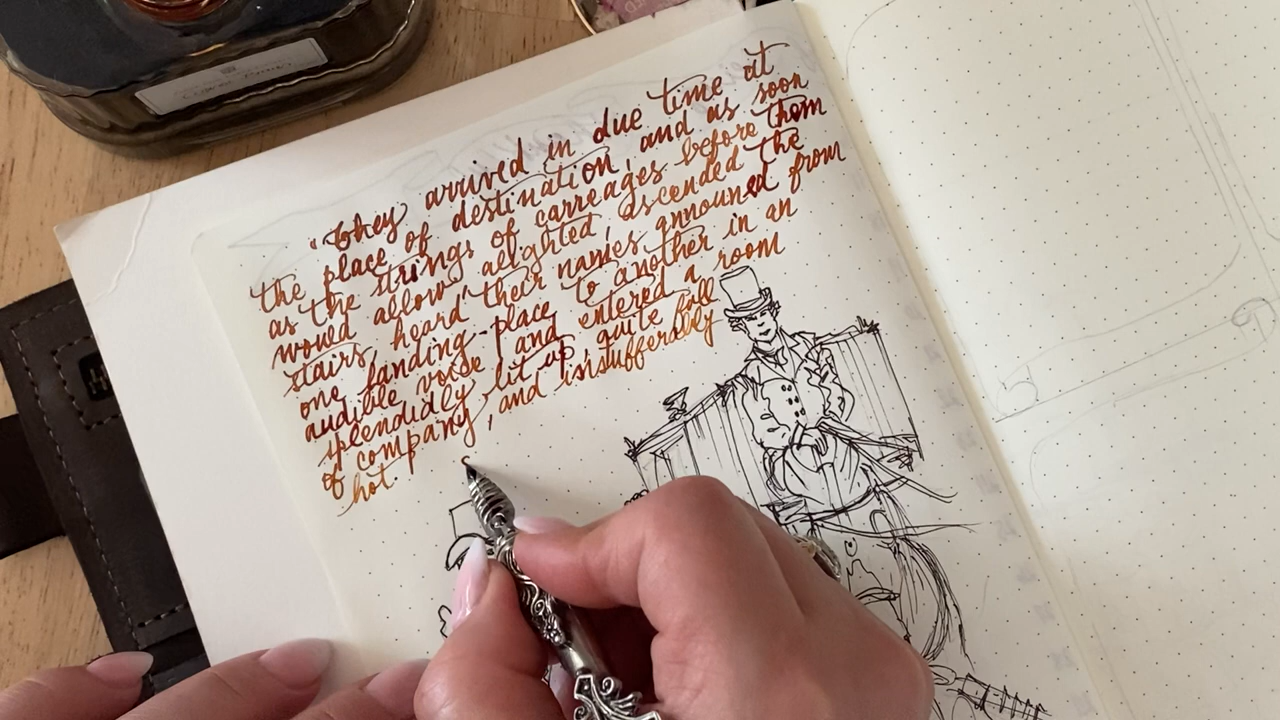 "They arrived in due time at
the place of destination, and as soon
as the strings of carreages before them
would allow, alighted, ascended the
stairs, heard their names announed from
one landing-place to another in an
audible voice, and entered a room
splendidly lit up, quite full
of company, and insufferably
hot.